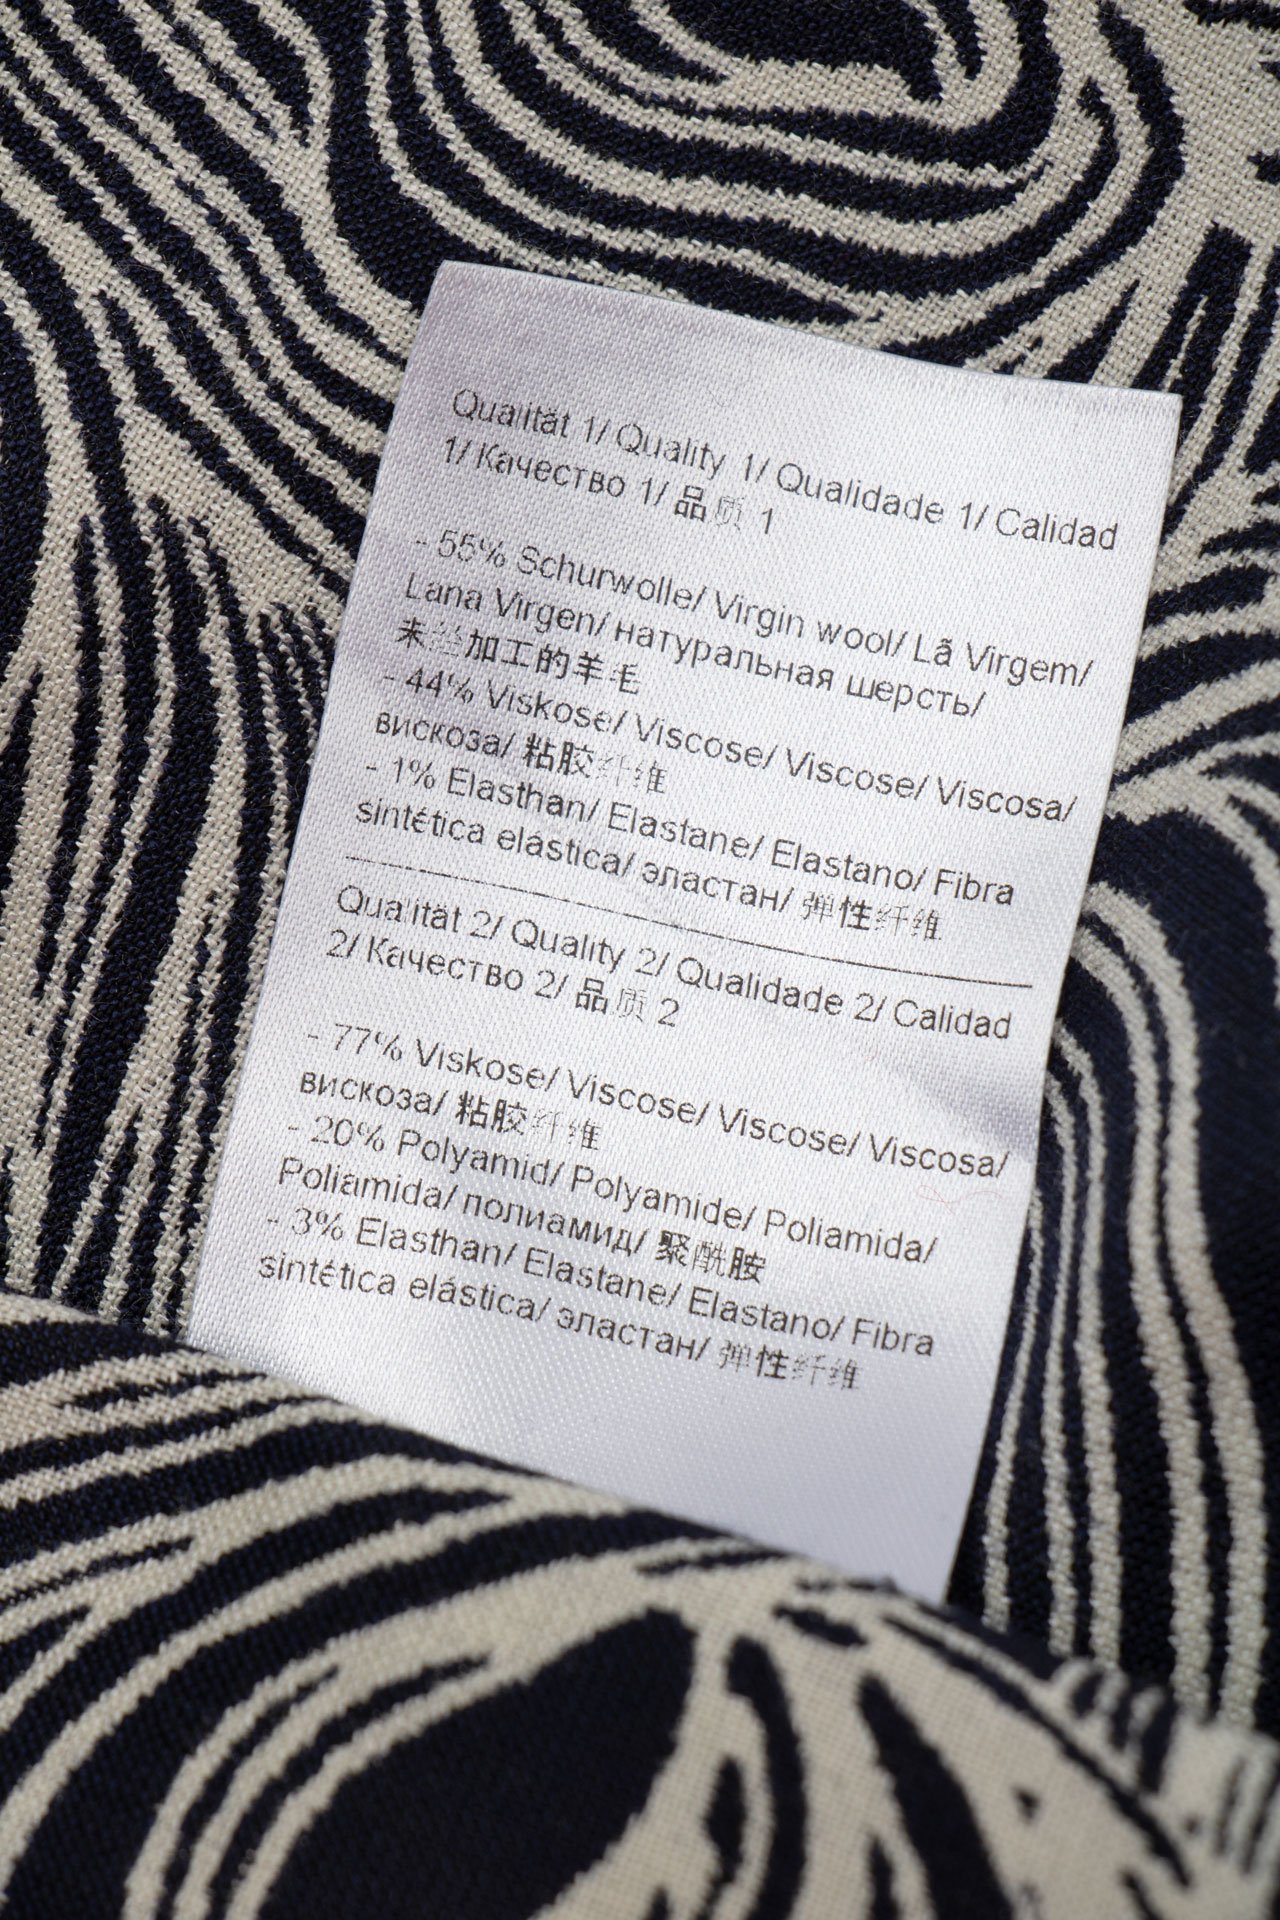 Qualität 1/ Quality 1/ Qualidade 1/ Calidad
1/ Качество 1/ 品质 1
- 55% Schurwolle/ Virgin wool/ Lã Virgem/
Lana Virgen/ натуральная шерсть/
未经加工的羊毛
- 44% Viskose/ Viscose/ Viscose/ Viscosa/
вискоза/ 粘胶纤维
- 1% Elasthan/ Elastane/ Elastano/ Fibra
sintética elástica/ эластан/ 弹性纤维
Qualität 2/ Quality 2/ Qualidade 2/ Calidad
2/ Качество 2/ 品质 2
- 77% Viskose/ Viscose/ Viscose/ Viscosa/
вискоза/ 粘胶纤维
- 20% Polyamid/ Polyamide/ Poliamida/
Poliamida/ полиамид/ 聚酰胺
- 3% Elasthan/ Elastane/ Elastano/ Fibra
sintética elástica/ эластан/ 弹性纤维